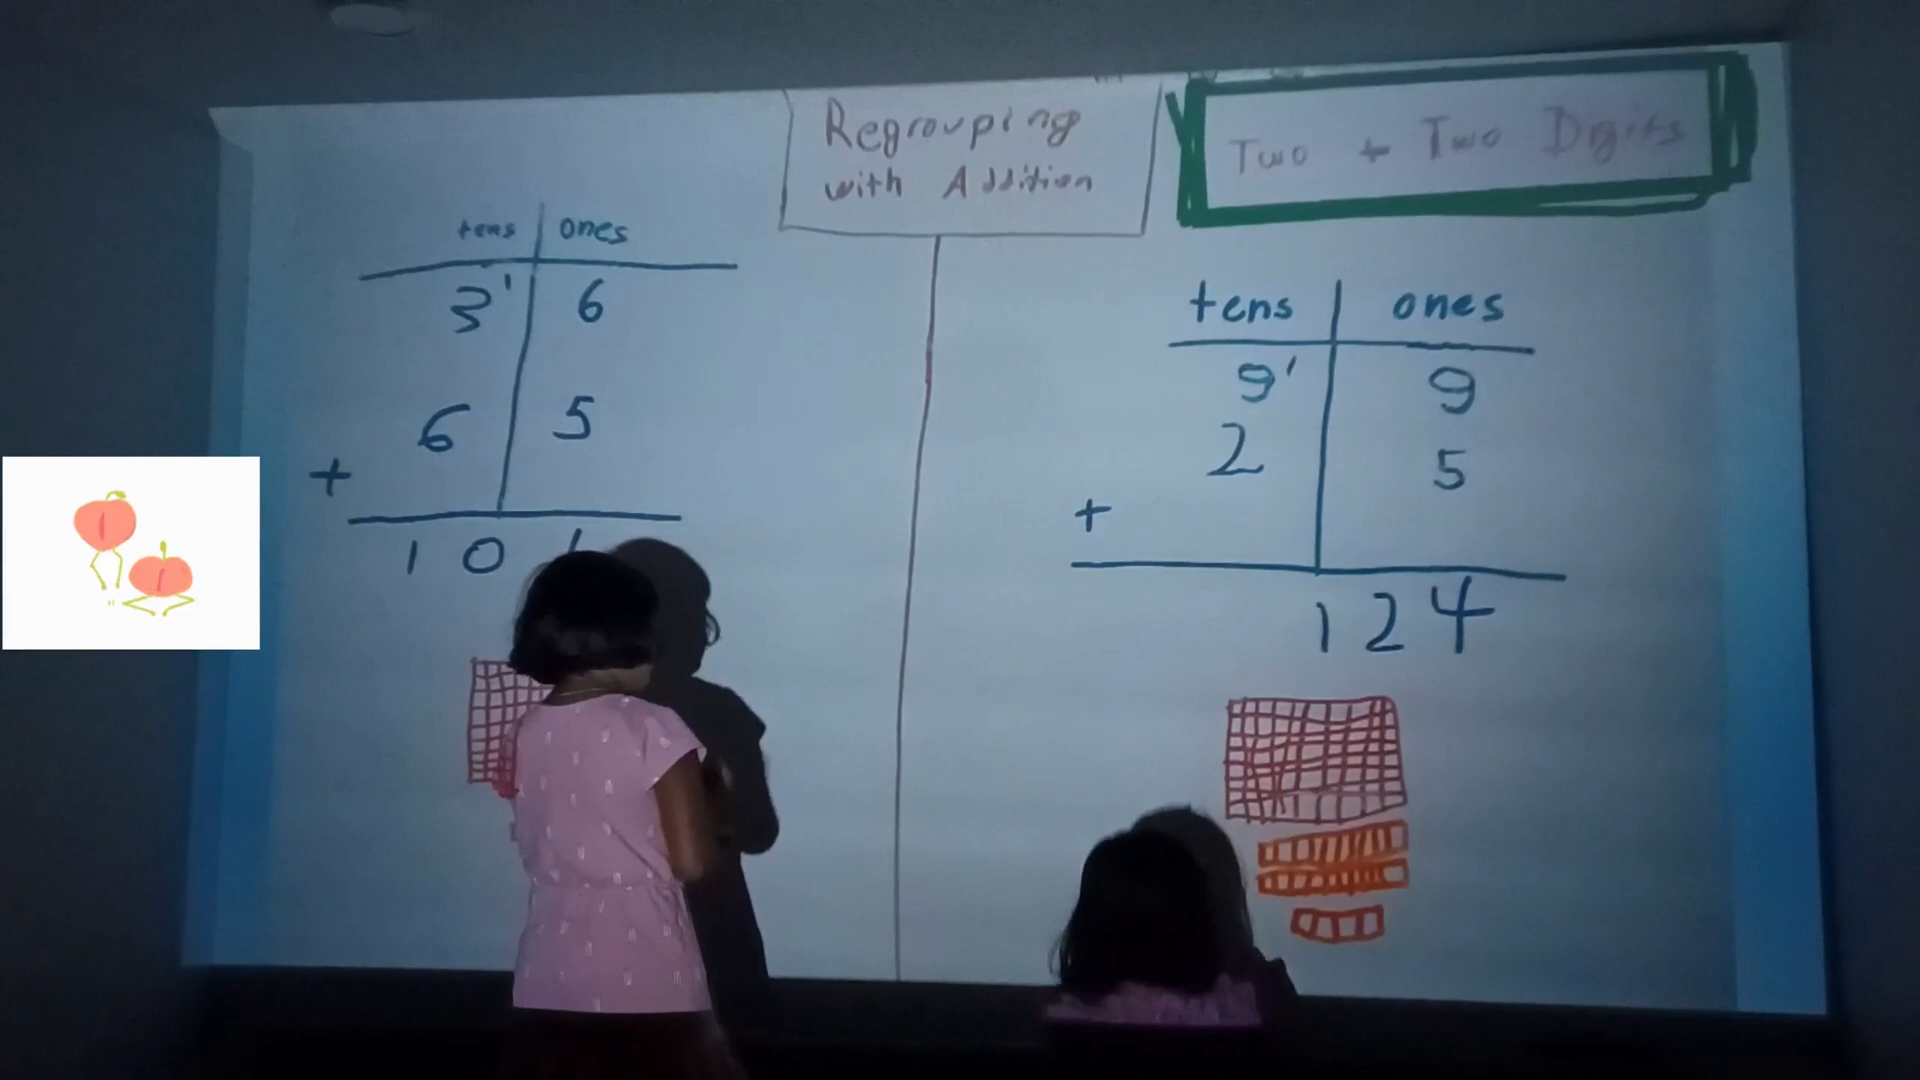 Regrouping
with Addition
Two + Two Digits
tens ones
3' 6
6 5
+
1 0 1
tens ones
9' 9
2 5
+
1 2 4